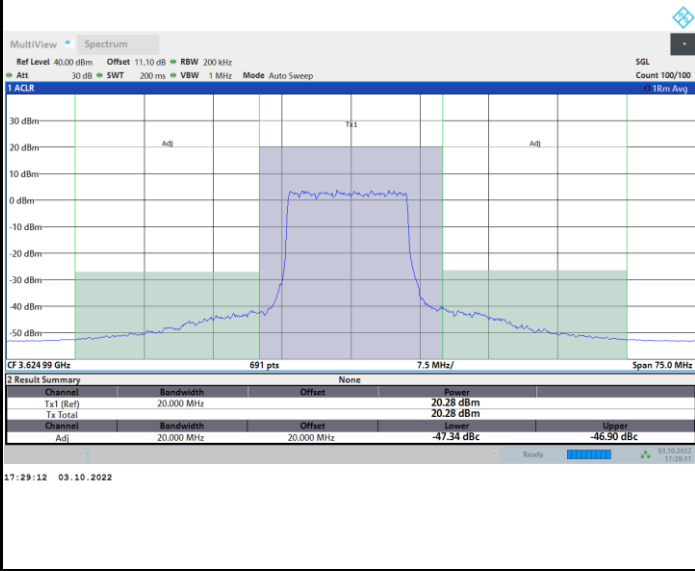 MultiView Spectrum
Ref Level 40.00 dBm Offset 11.10 dB RBW 200 kHz SGL
Att 30 dB SWT 200 ms VBW 1 MHz Mode Auto Sweep Count 100/100
1 ACLR 1Rm Avg
30 dBm
Tx1
20 dBm
Adj Adj
10 dBm
0 dBm
-10 dBm
-20 dBm
-30 dBm
-40 dBm
-50 dBm
CF 3.624 99 GHz 691 pts 7.5 MHz/ Span 75.0 MHz
2 Result Summary None
Channel Bandwidth Offset Power
Tx1 (Ref) 20.000 MHz 20.28 dBm
Tx Total 20.28 dBm
Channel Bandwidth Offset Lower Upper
Adj 20.000 MHz 20.000 MHz -47.34 dBc -46.90 dBc
Ready 03.10.2022
17:29:11
17:29:12 03.10.2022